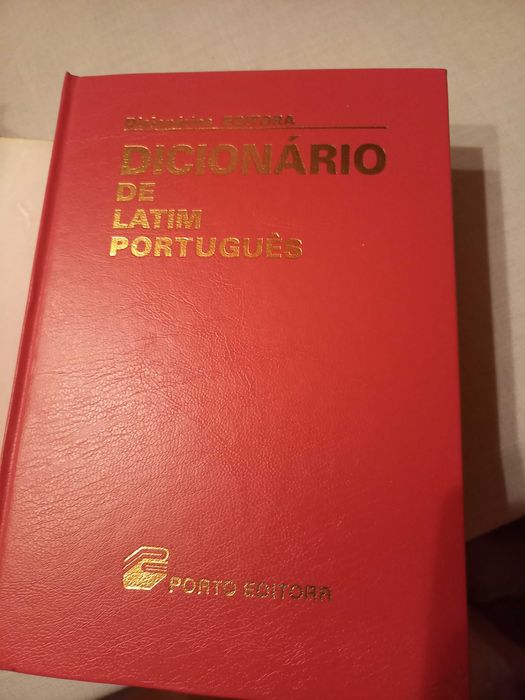 Dicionários EDITORA
DICIONÁRIO
DE
LATIM
PORTUGUÊS
PORTO EDITORA